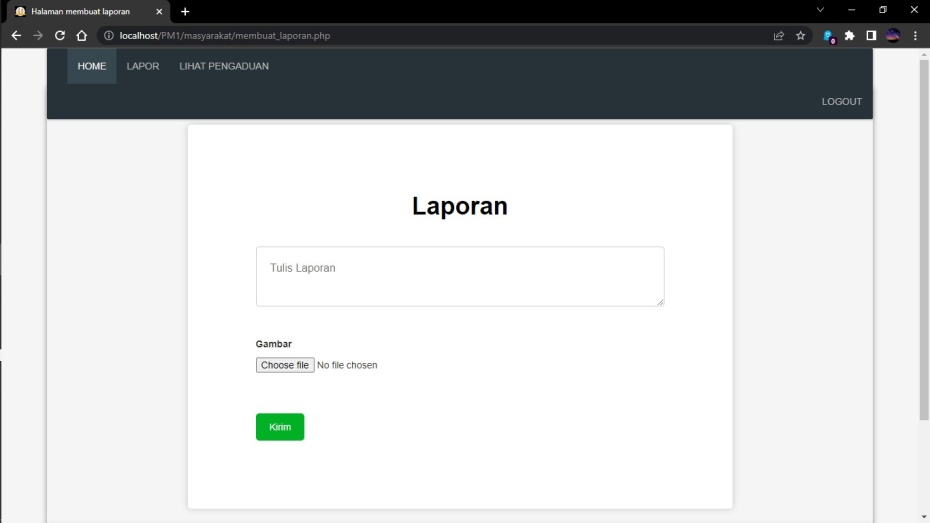 Halaman membuat laporan
localhost/PM1/masyarakat/membuat_laporan.php
HOME LAPOR LIHAT PENGADUAN
LOGOUT
Laporan
Tulis Laporan
Gambar
Choose file No file chosen
Kirim